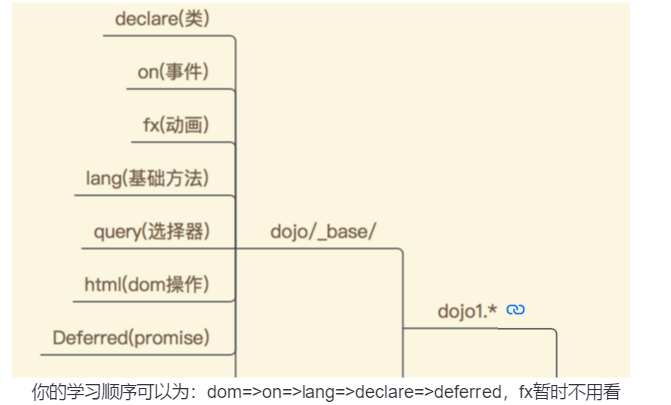 declare(类)
on(事件)
fx(动画)
lang(基础方法)
query(选择器)
dojo/_base/
html(dom操作)
dojo1.*
Deferred(promise)
你的学习顺序可以为：dom=>on=>lang=>declare=>deferred，fx暂时不用看